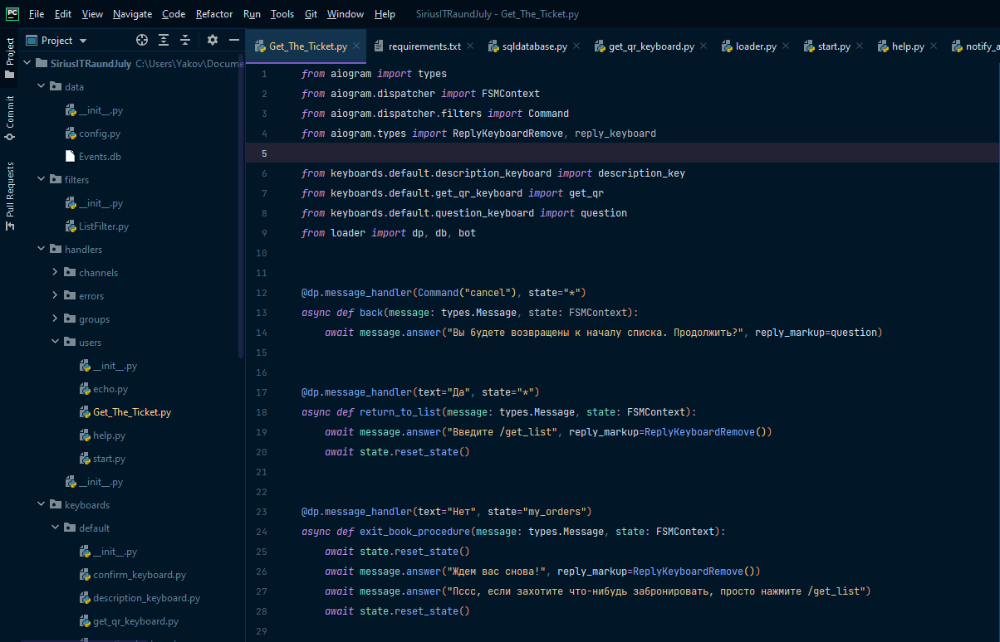 PC File Edit View Navigate Code Refactor Run Tools Git Window Help SiriusITRaundJuly - Get_The_Ticket.py
Project
Commit
Pull Requests
Project
SiriusITRaundJuly C:\Users\Yakov\Docume
data
__init__.py
config.py
Events.db
filters
__init__.py
ListFilter.py
handlers
channels
errors
groups
users
__init__.py
echo.py
Get_The_Ticket.py
help.py
start.py
__init__.py
keyboards
default
__init__.py
confirm_keyboard.py
description_keyboard.py
get_qr_keyboard.py
Get_The_Ticket.py requirements.txt sqldatabase.py get_qr_keyboard.py loader.py start.py help.py notify_a
1 from aiogram import types
2 from aiogram.dispatcher import FSMContext
3 from aiogram.dispatcher.filters import Command
4 from aiogram.types import ReplyKeyboardRemove, reply_keyboard
5
6 from keyboards.default.description_keyboard import description_key
7 from keyboards.default.get_qr_keyboard import get_qr
8 from keyboards.default.question_keyboard import question
9 from loader import dp, db, bot
10
11
12 @dp.message_handler(Command("cancel"), state="*")
13 async def back(message: types.Message, state: FSMContext):
14 await message.answer("Вы будете возвращены к началу списка. Продолжить?", reply_markup=question)
15
16
17 @dp.message_handler(text="Да", state="*")
18 async def return_to_list(message: types.Message, state: FSMContext):
19 await message.answer("Введите /get_list", reply_markup=ReplyKeyboardRemove())
20 await state.reset_state()
21
22
23 @dp.message_handler(text="Нет", state="my_orders")
24 async def exit_book_procedure(message: types.Message, state: FSMContext):
25 await state.reset_state()
26 await message.answer("Ждем вас снова!", reply_markup=ReplyKeyboardRemove())
27 await message.answer("Пссс, если захотите что-нибудь забронировать, просто нажмите /get_list")
28 await state.reset_state()
29